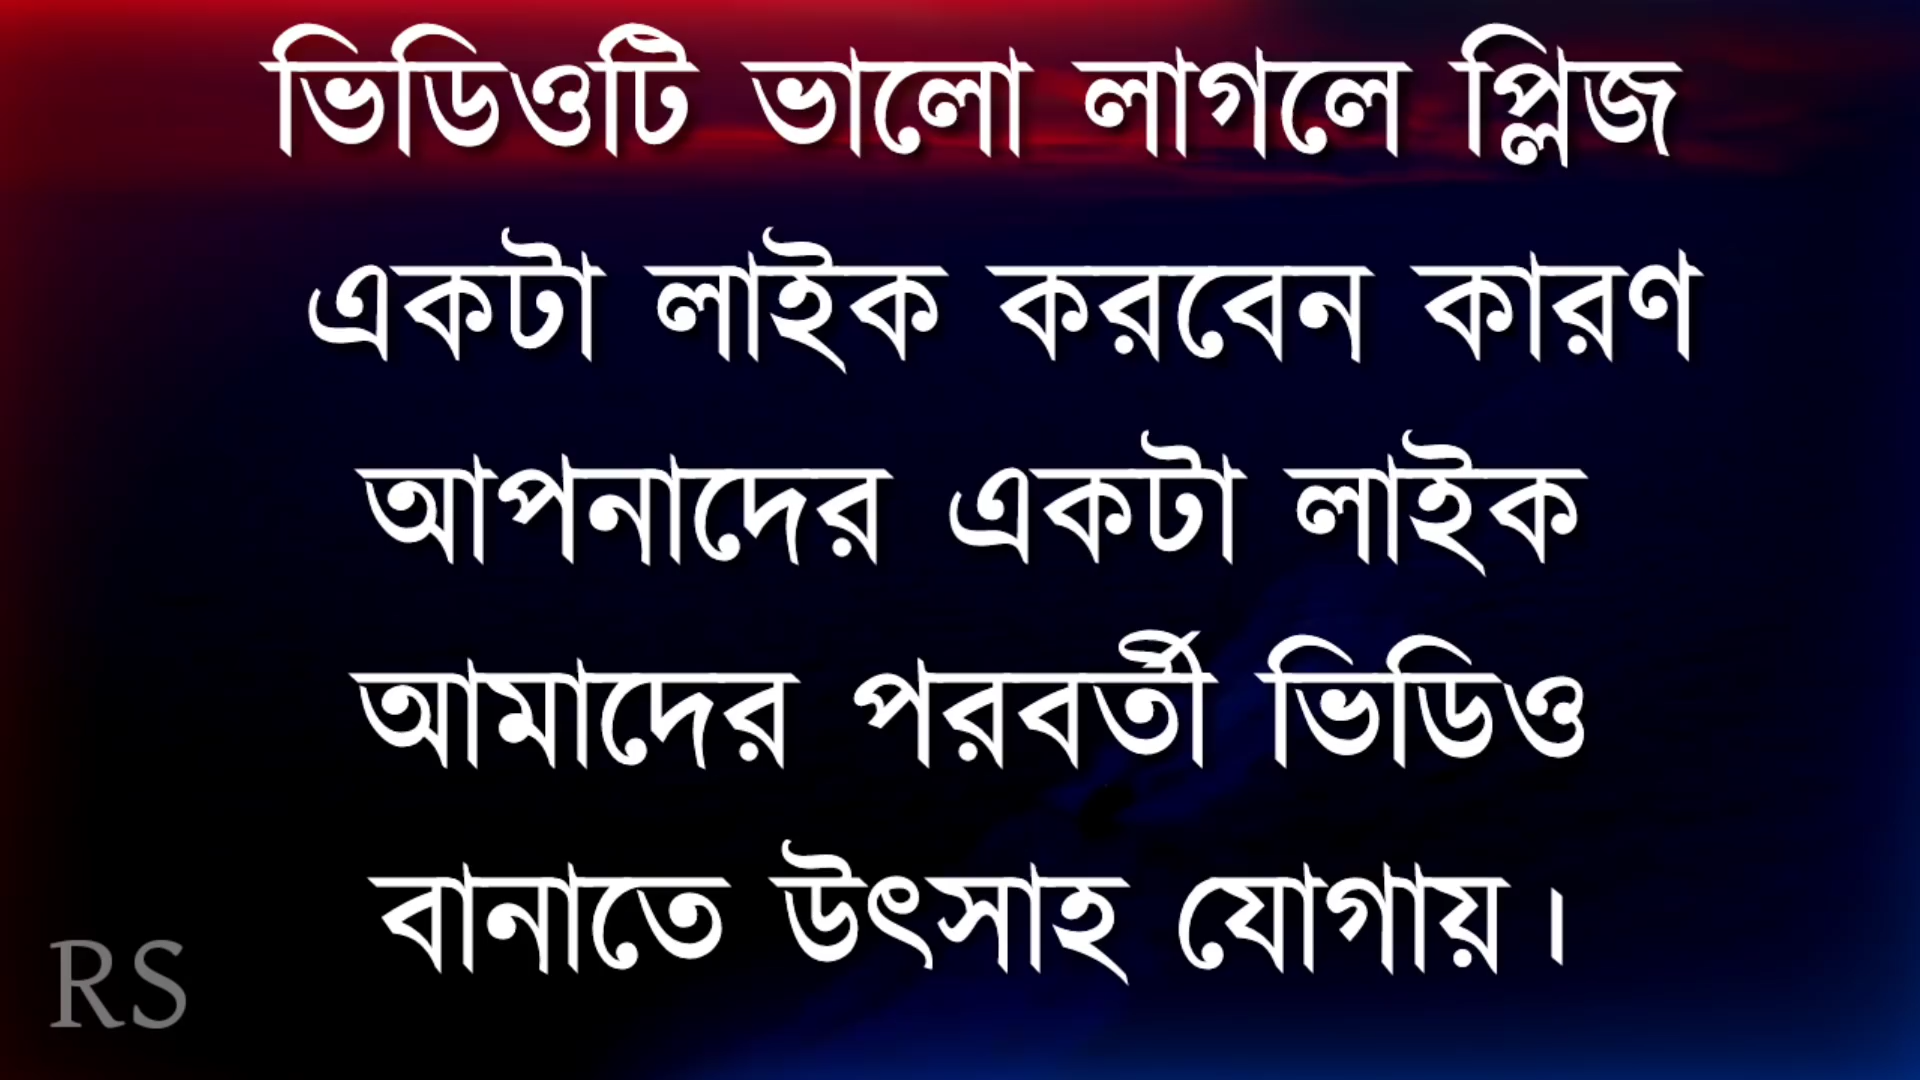 ভিডিওটি ভালো লাগলে প্লিজ
একটা লাইক করবেন কারণ
আপনাদের একটা লাইক
আমাদের পরবর্তী ভিডিও
বানাতে উৎসাহ যোগায়।
RS